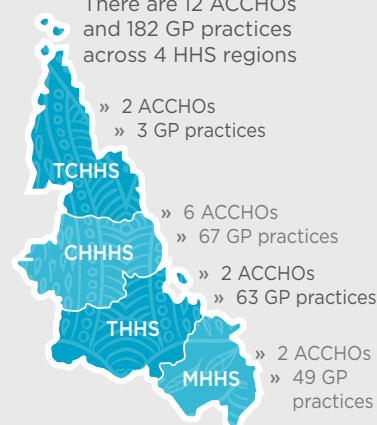 There are 12 ACCHOs
and 182 GP practices
across 4 HHS regions
» 2 ACCHOs
» 3 GP practices
TCHHS
» 6 ACCHOs
» 67 GP practices
CHHHS
» 2 ACCHOs
» 63 GP practices
THHS
» 2 ACCHOs
» 49 GP
practices
MHHS